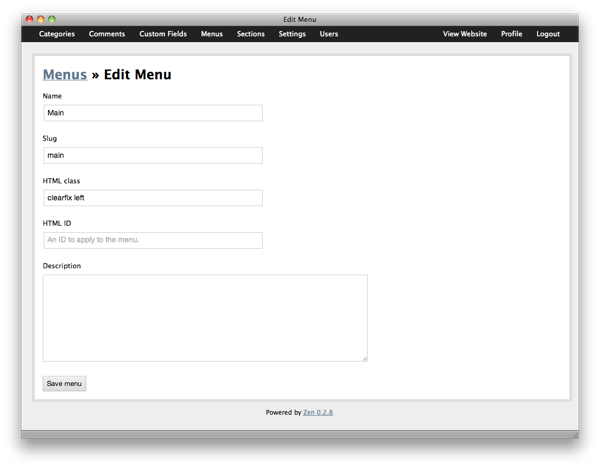 Edit Menu
Categories Comments Custom Fields Menus Sections Settings Users View Website Profile Logout
Menus » Edit Menu
Name
Main
Slug
main
HTML class
clearfix left
HTML ID
An ID to apply to the menu.
Description
Save menu
Powered by Zen 0.2.8